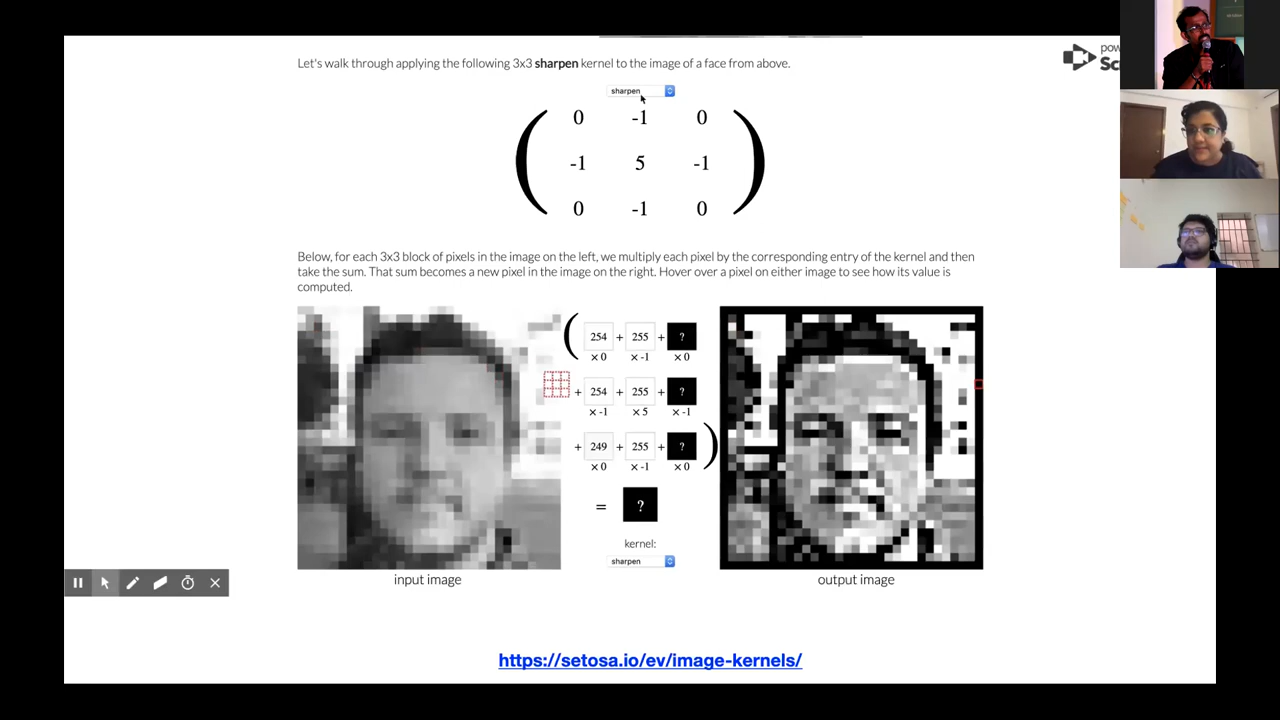 Let's walk through applying the following 3x3 sharpen kernel to the image of a face from above.
sharpen
0 -1 0
-1 5 -1
0 -1 0
Below, for each 3x3 block of pixels in the image on the left, we multiply each pixel by the corresponding entry of the kernel and then
take the sum. That sum becomes a new pixel in the image on the right. Hover over a pixel on either image to see how its value is
computed.
( 254 + 255 + ?
× 0 × -1 × 0
+ 254 + 255 + ?
× -1 × 5 × -1
+ 249 + 255 + ? )
× 0 × -1 × 0
= ?
kernel:
sharpen
input image
output image
https://setosa.io/ev/image-kernels/